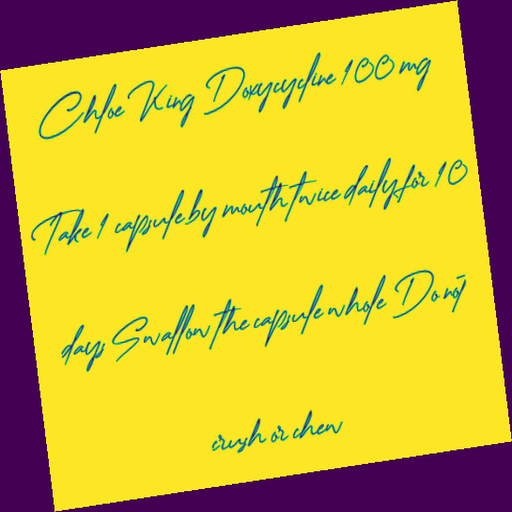 Chloe King Doxycycline 100 mg
Take 1 capsule by mouth twice daily for 10
days Swallow the capsule whole Do not
crush or chew